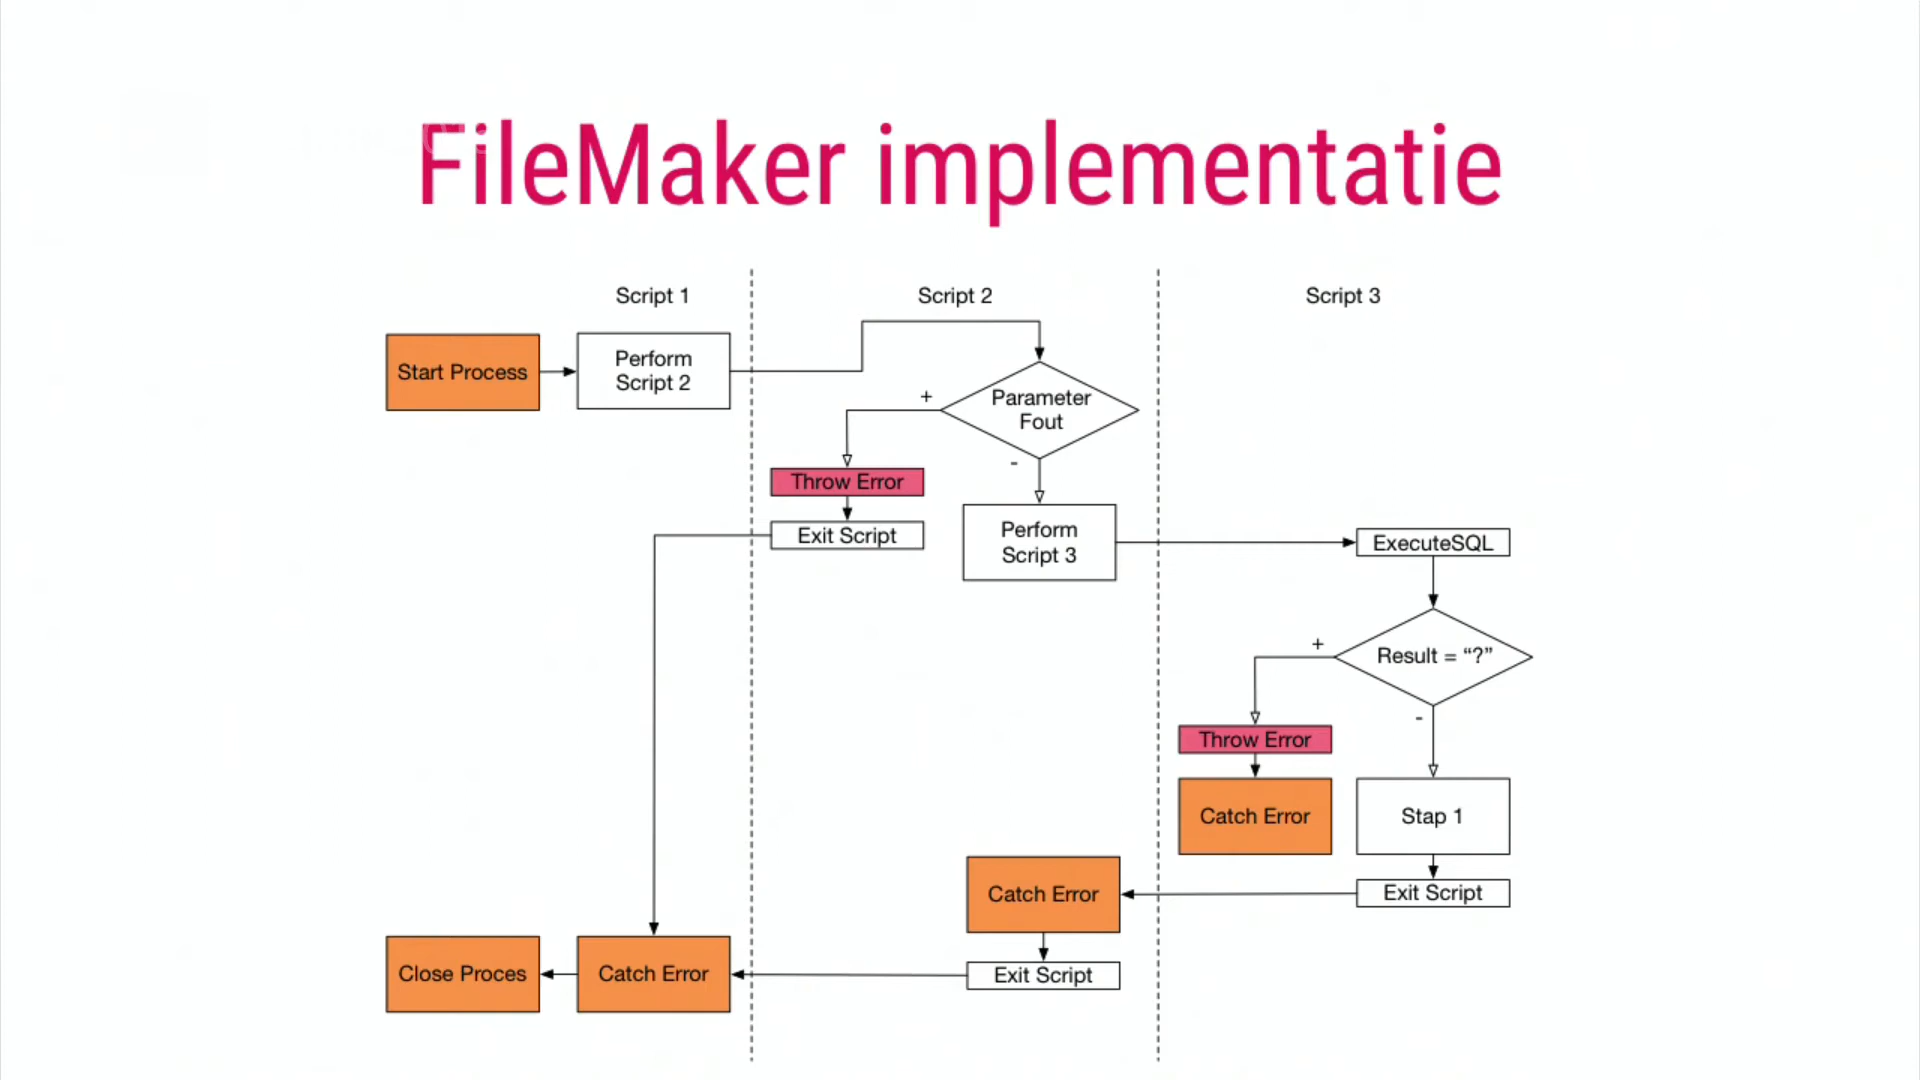 FileMaker implementatie
Script 1
Script 2
Script 3
Start Process
Perform
Script 2
Parameter
Fout
+
-
Throw Error
Exit Script
Perform
Script 3
ExecuteSQL
Result = “?”
+
-
Throw Error
Catch Error
Stap 1
Exit Script
Catch Error
Exit Script
Catch Error
Close Proces